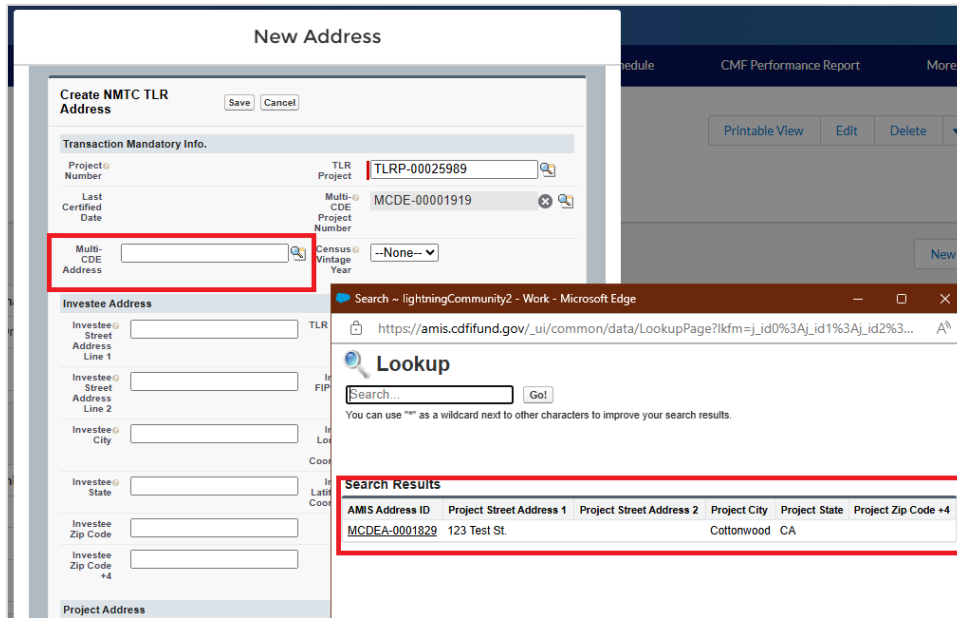 New Address
hedule
CMF Performance Report
More
Create NMTC TLR
Address
Save
Cancel
Printable View
Edit
Delete
Transaction Mandatory Info.
Project
Number
TLR
Project
TLRP-00025989
Last
Certified
Date
Multi-
CDE
Project
Number
MCDE-00001919
Multi-
CDE
Address
Census
Vintage
Year
--None--
New
Investee Address
Investee
Street
Address
Line 1
TLR
Investee
Street
Address
Line 2
FIP
Investee
City
Coor
Investee
State
Latit
Coor
Investee
Zip Code
Investee
Zip Code
+4
Project Address
Search ~ lightningCommunity2 - Work - Microsoft Edge
https://amis.cdfifund.gov/_ui/common/data/LookupPage?lkfm=j_id0%3Aj_id1%3Aj_id2%3...
Lookup
Search...
Go!
You can use "*" as a wildcard next to other characters to improve your search results.
Search Results
AMIS Address ID Project Street Address 1 Project Street Address 2 Project City Project State Project Zip Code +4
MCDEA-0001829 123 Test St. Cottonwood CA